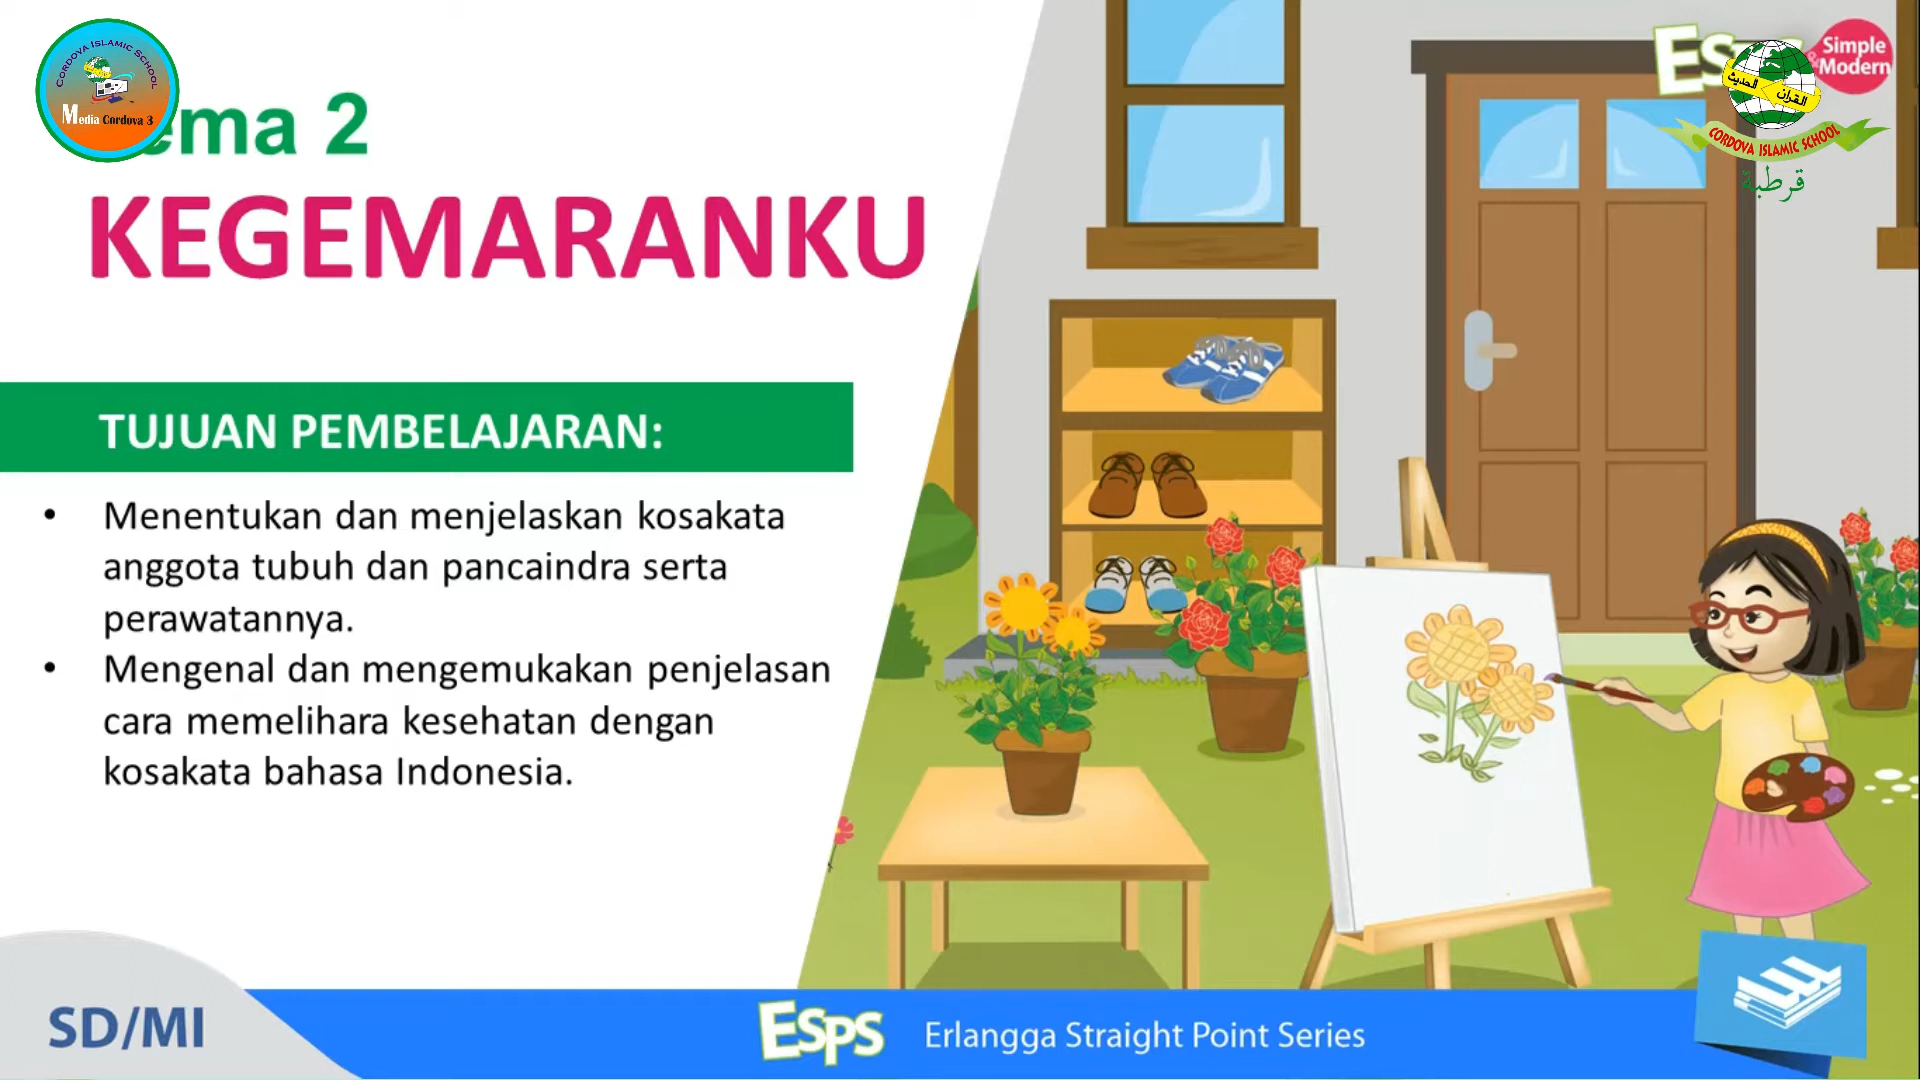 CORDOVA ISLAMIC SCHOOL
Media Cordova 3
ema 2
KEGEMARANKU
TUJUAN PEMBELAJARAN:
• Menentukan dan menjelaskan kosakata
anggota tubuh dan pancaindra serta
perawatannya.
• Mengenal dan mengemukakan penjelasan
cara memelihara kesehatan dengan
kosakata bahasa Indonesia.
Simple
& Modern
القرآن الحديث
CORDOVA ISLAMIC SCHOOL
قرطبة
SD/MI
ESPS Erlangga Straight Point Series